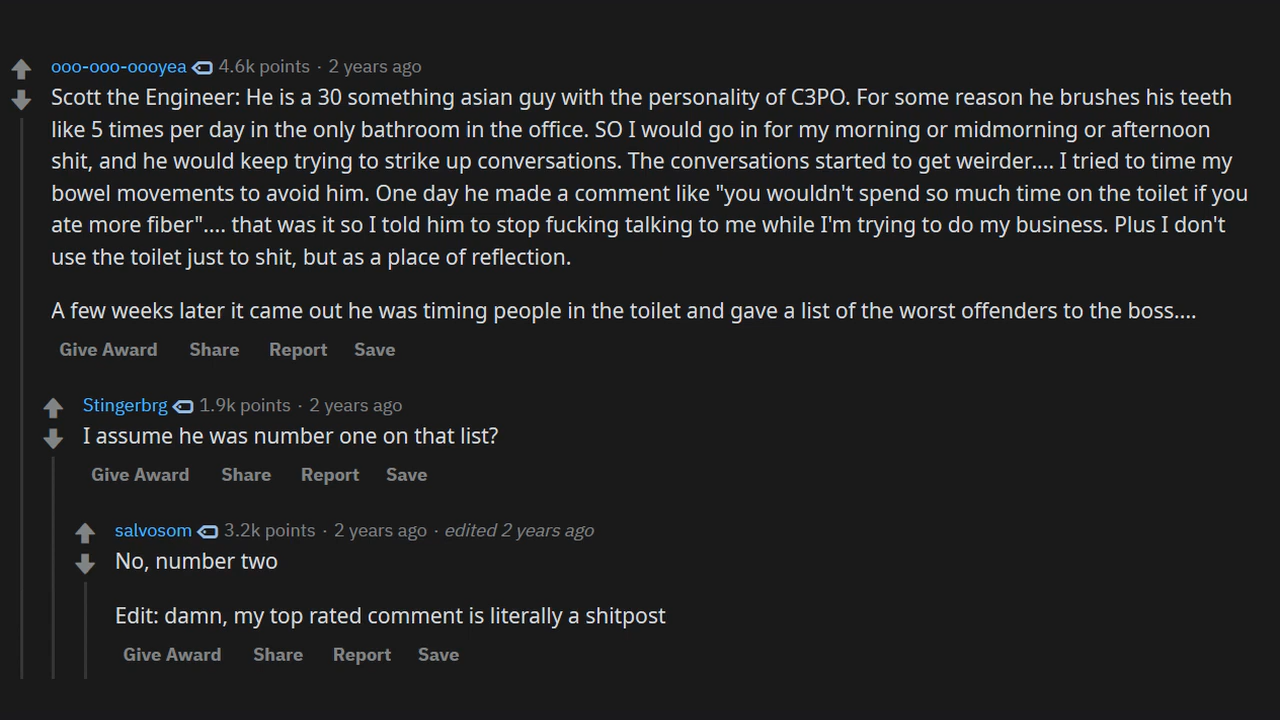 ooo-ooo-oooyea 4.6k points · 2 years ago
Scott the Engineer: He is a 30 something asian guy with the personality of C3PO. For some reason he brushes his teeth
like 5 times per day in the only bathroom in the office. SO I would go in for my morning or midmorning or afternoon
shit, and he would keep trying to strike up conversations. The conversations started to get weirder.... I tried to time my
bowel movements to avoid him. One day he made a comment like "you wouldn't spend so much time on the toilet if you
ate more fiber".... that was it so I told him to stop fucking talking to me while I'm trying to do my business. Plus I don't
use the toilet just to shit, but as a place of reflection.
A few weeks later it came out he was timing people in the toilet and gave a list of the worst offenders to the boss....
Give Award Share Report Save
Stingerbrg 1.9k points · 2 years ago
I assume he was number one on that list?
Give Award Share Report Save
salvosom 3.2k points · 2 years ago · edited 2 years ago
No, number two
Edit: damn, my top rated comment is literally a shitpost
Give Award Share Report Save